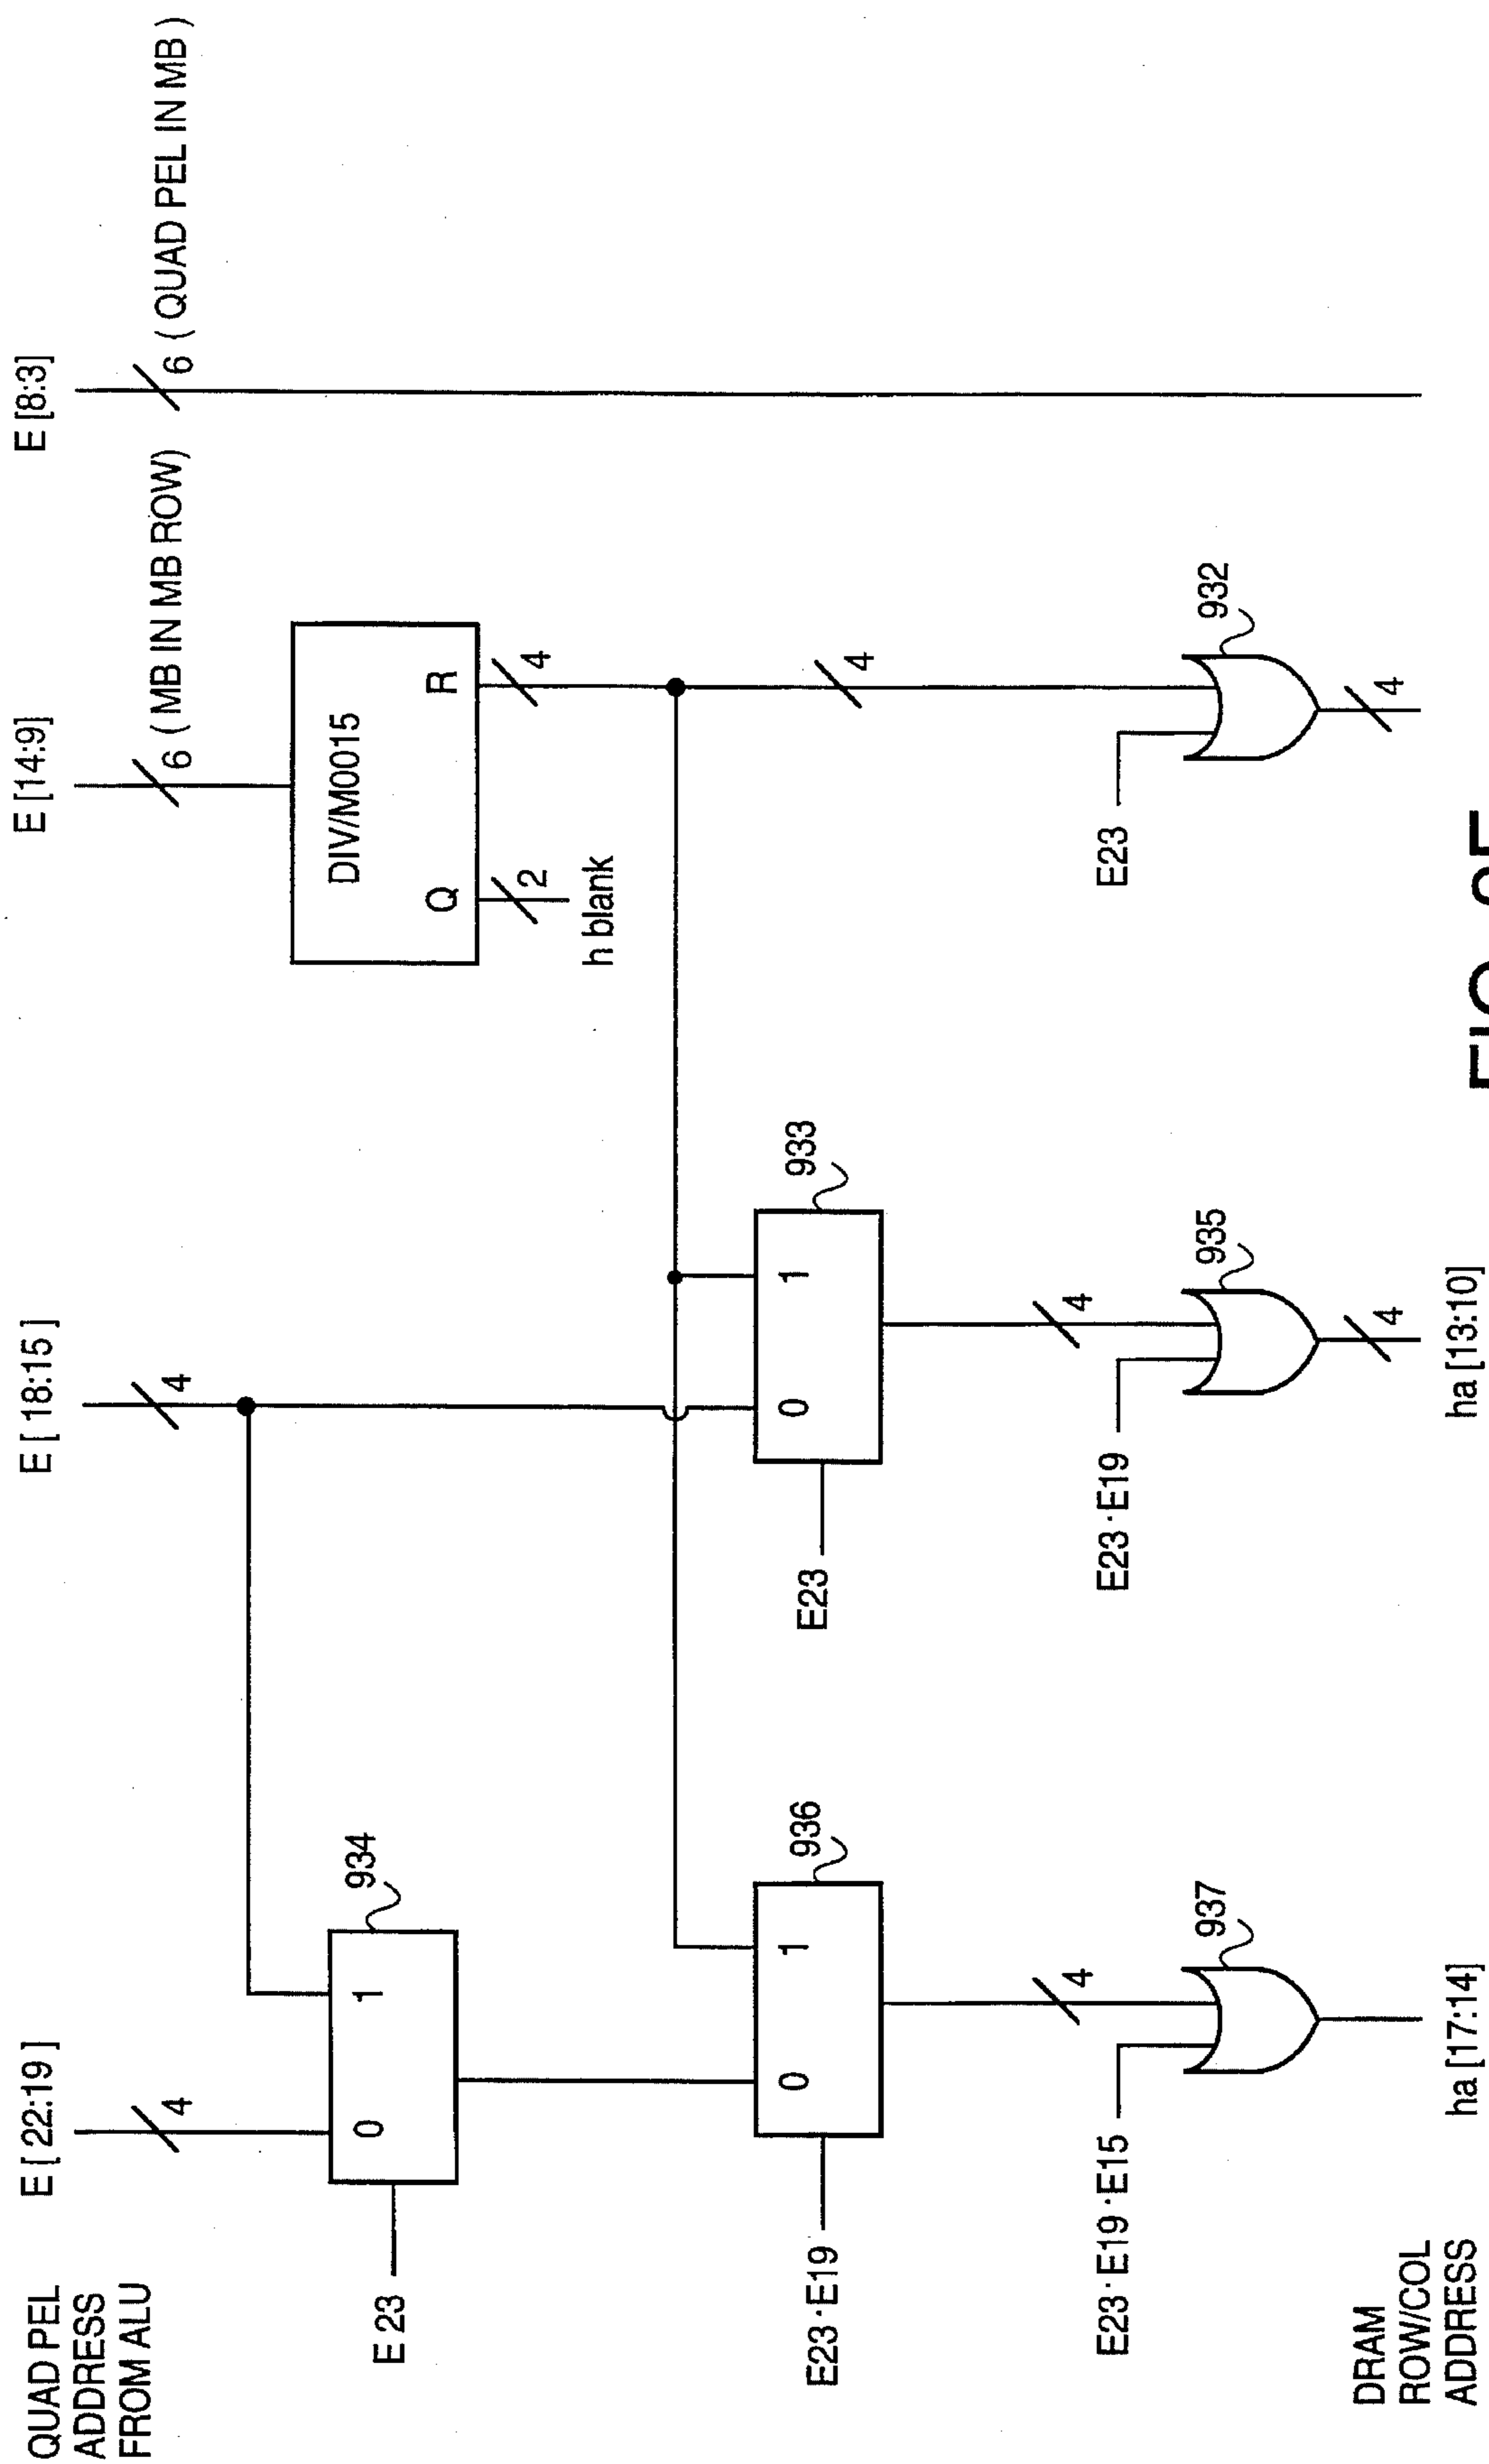 QUAD PEL
ADDRESS
FROM ALU
E [ 22:19 ]
E [ 18:15 ]
E [14:9]
E [8:3]
4
4
6 ( MB IN MB ROW)
6 ( QUAD PEL IN MB )
934
0 1
E 23
DIV/M0015
Q R
2
4
h blank
936
0 1
E23·E19
933
0 1
E23
4
4
4
937
E23·E19·E15
935
E23·E19
932
E23
4
4
DRAM
ROW/COL
ADDRESS
ha [17:14]
ha [13:10]